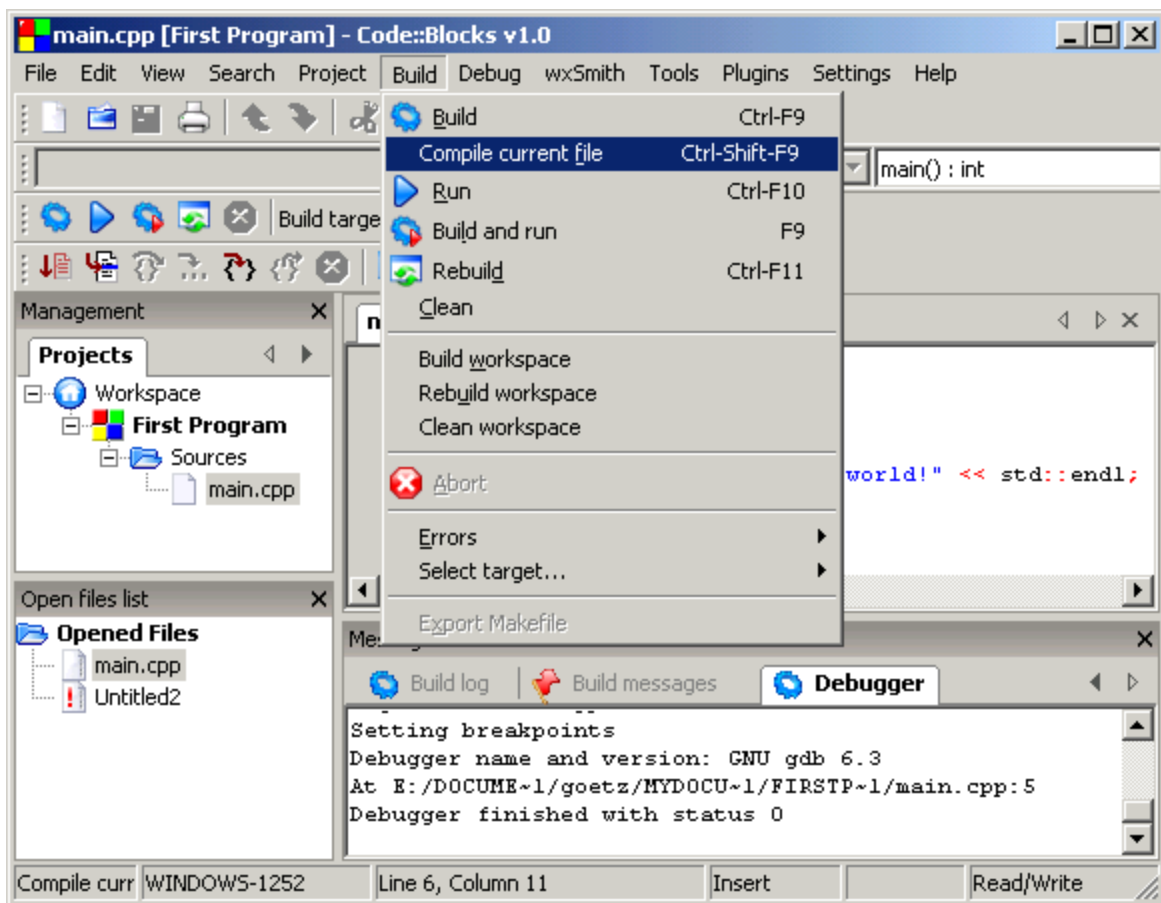 main.cpp [First Program] - Code::Blocks v1.0
File Edit View Search Project Build Debug wxSmith Tools Plugins Settings Help
Build Ctrl-F9
Compile current file Ctrl-Shift-F9
main() : int
Run Ctrl-F10
Build targe
Build and run F9
Rebuild Ctrl-F11
Clean
Management
Projects
Workspace
First Program
Sources
main.cpp
Build workspace
Rebuild workspace
Clean workspace
Abort
Errors
Select target...
Export Makefile
world!" << std::endl;
Open files list
Opened Files
main.cpp
Untitled2
Build log Build messages Debugger
Setting breakpoints
Debugger name and version: GNU gdb 6.3
At E:/DOCUME~1/goetz/MYDOCU~1/FIRSTP~1/main.cpp:5
Debugger finished with status 0
Compile curr WINDOWS-1252 Line 6, Column 11 Insert Read/Write